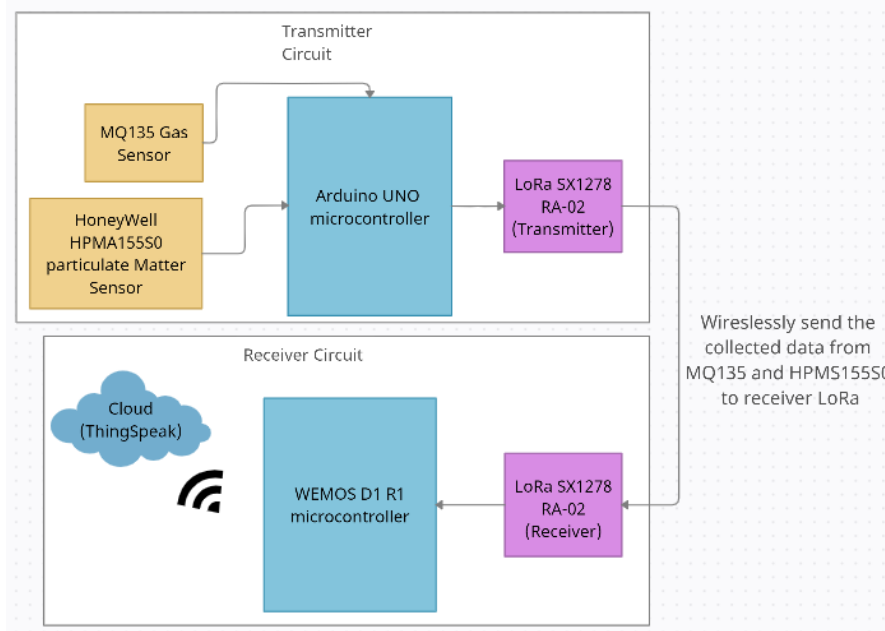 Transmitter
Circuit
MQ135 Gas
Sensor
HoneyWell
HPMA155S0
particulate Matter
Sensor
Arduino UNO
microcontroller
LoRa SX1278
RA-02
(Transmitter)
Wireslessly send the
collected data from
MQ135 and HPMS155S0
to receiver LoRa
Receiver Circuit
Cloud
(ThingSpeak)
WEMOS D1 R1
microcontroller
LoRa SX1278
RA-02
(Receiver)